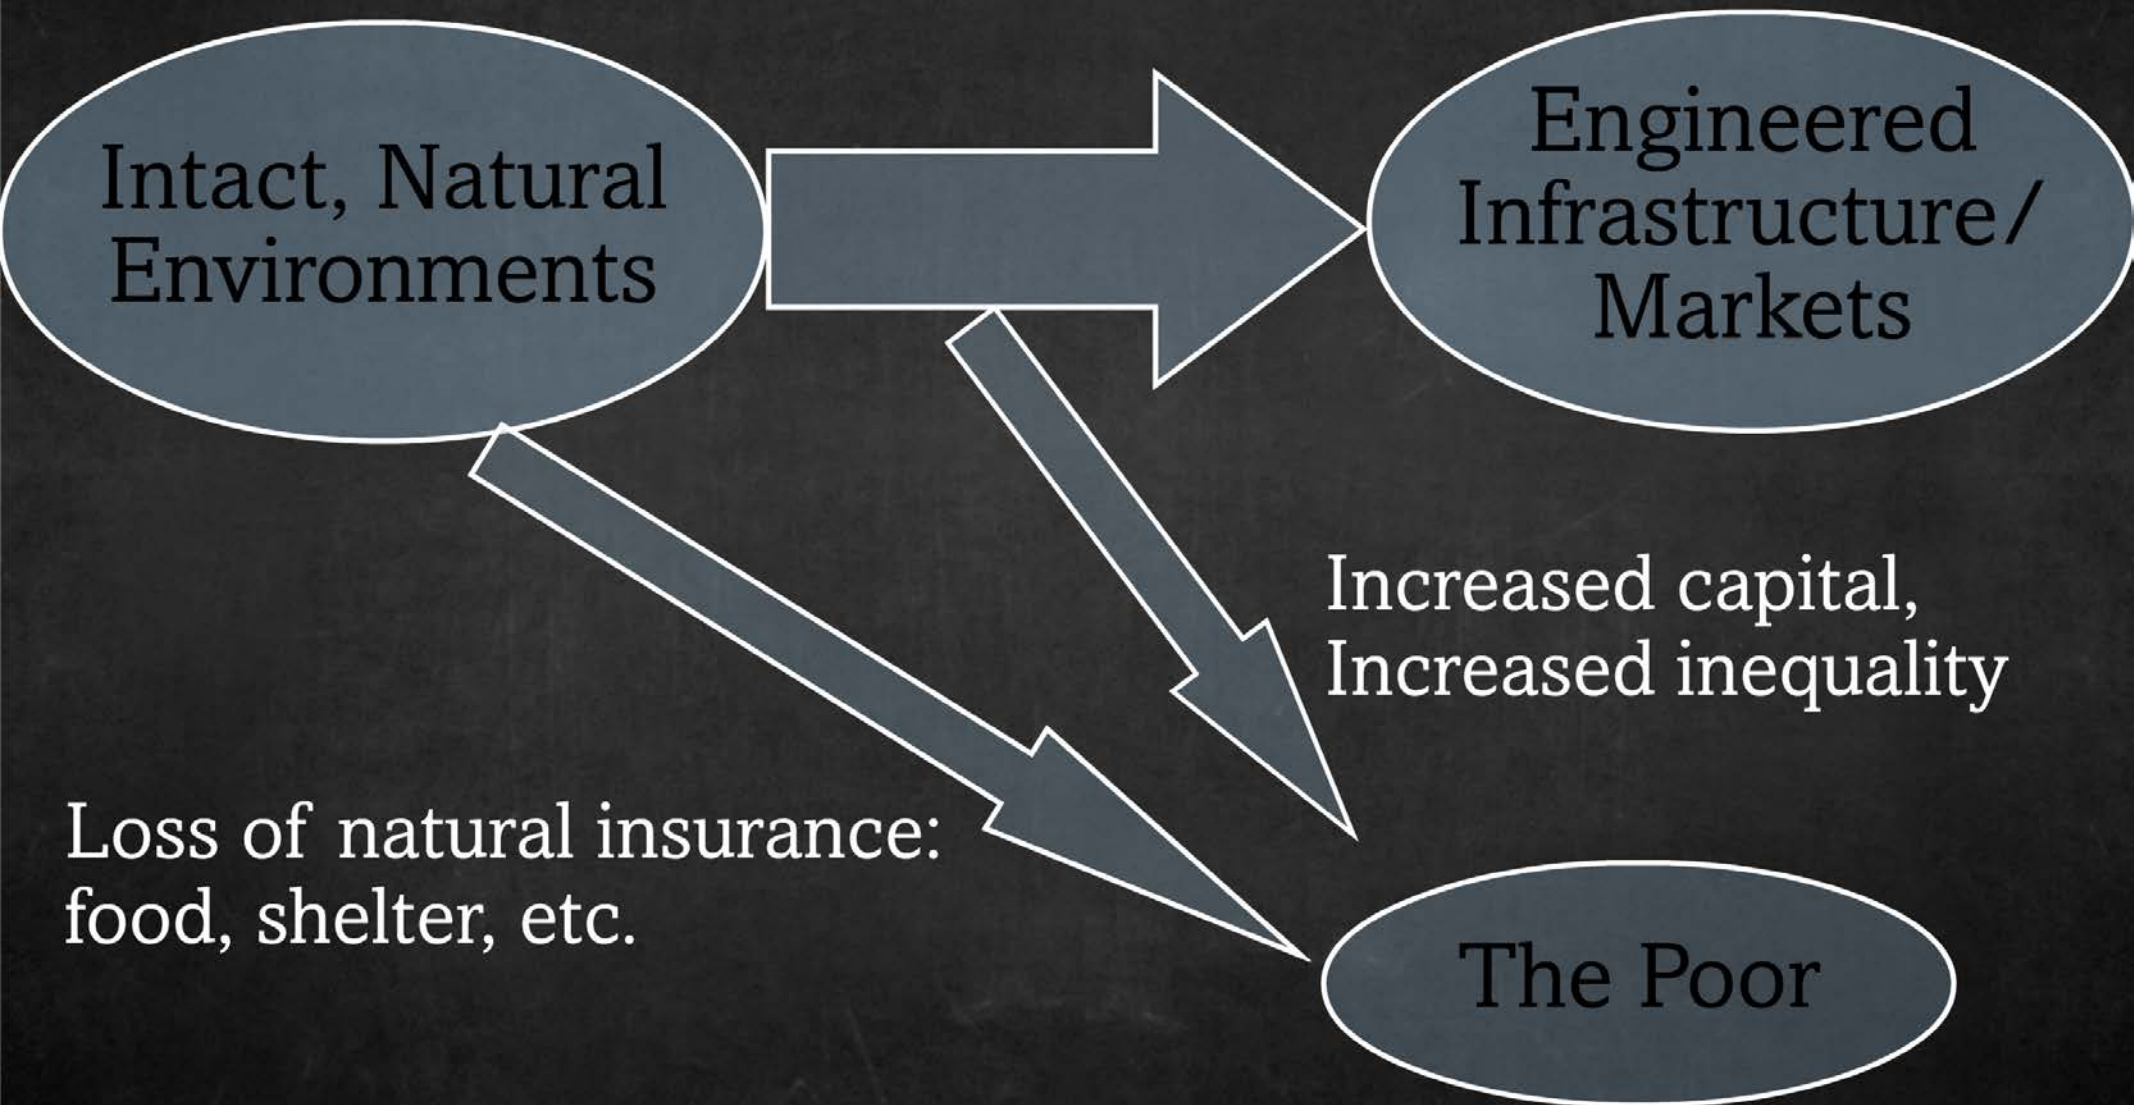 Intact, Natural
Environments
Engineered
Infrastructure/
Markets
Increased capital,
Increased inequality
Loss of natural insurance:
food, shelter, etc.
The Poor